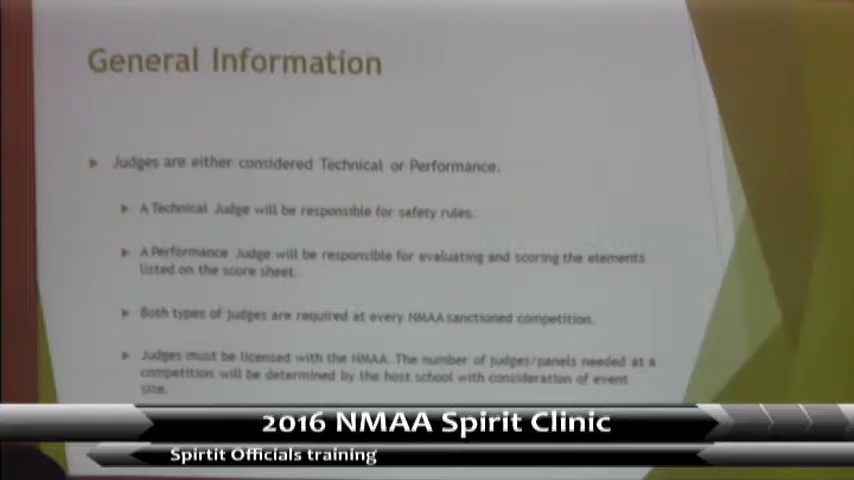 General Information
Judges are either considered Technical or Performance.
A Technical Judge will be responsible for safety rules.
A Performance Judge will be responsible for evaluating and scoring the elements
listed on the score sheet.
Both types of judges are required at every NMAA sanctioned competition.
Judges must be licensed with the NMAA. The number of judges/panels needed at a
competition will be determined by the host school with consideration of event
size.
2016 NMAA Spirit Clinic
Spirtit Officials training